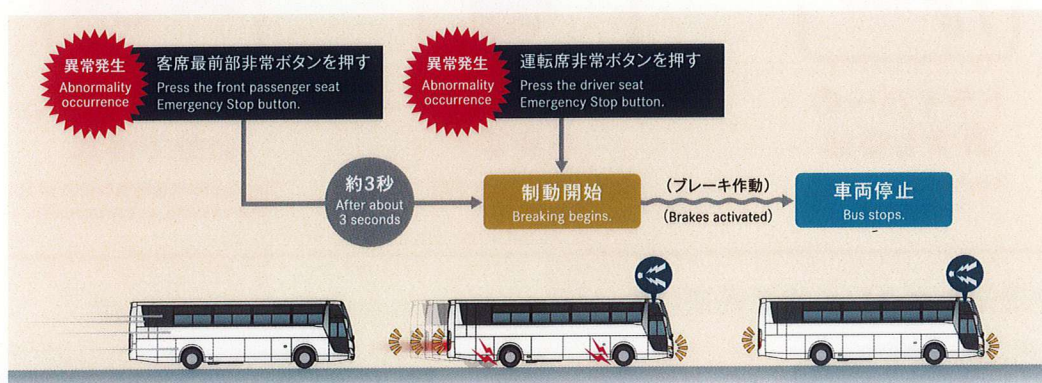 異常発生
Abnormality
occurrence
客席最前部非常ボタンを押す
Press the front passenger seat
Emergency Stop button.
異常発生
Abnormality
occurrence
運転席非常ボタンを押す
Press the driver seat
Emergency Stop button.
約3秒
After about
3 seconds
制動開始
Breaking begins.
(ブレーキ作動)
(Brakes activated)
車両停止
Bus stops.